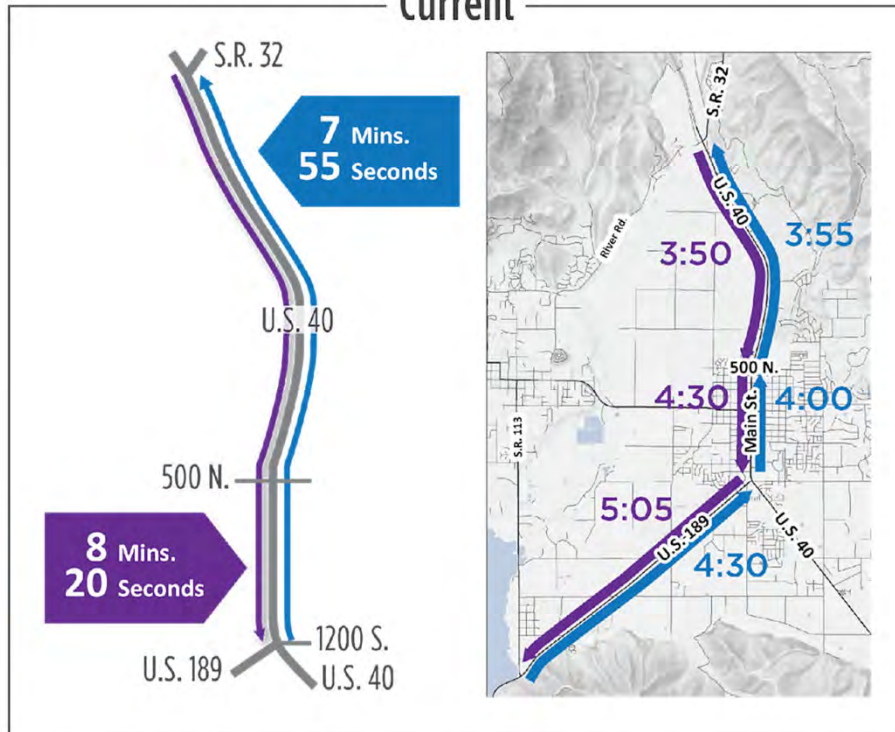 Current
S.R. 32
7 Mins.
55 Seconds
U.S. 40
500 N.
8 Mins.
20 Seconds
1200 S.
U.S. 189
U.S. 40
S.R. 32
U.S. 40
River Rd.
3:50
3:55
500 N.
4:30
Main St.
4:00
S.R. 113
5:05
U.S.-189
U.S. 40
4:30